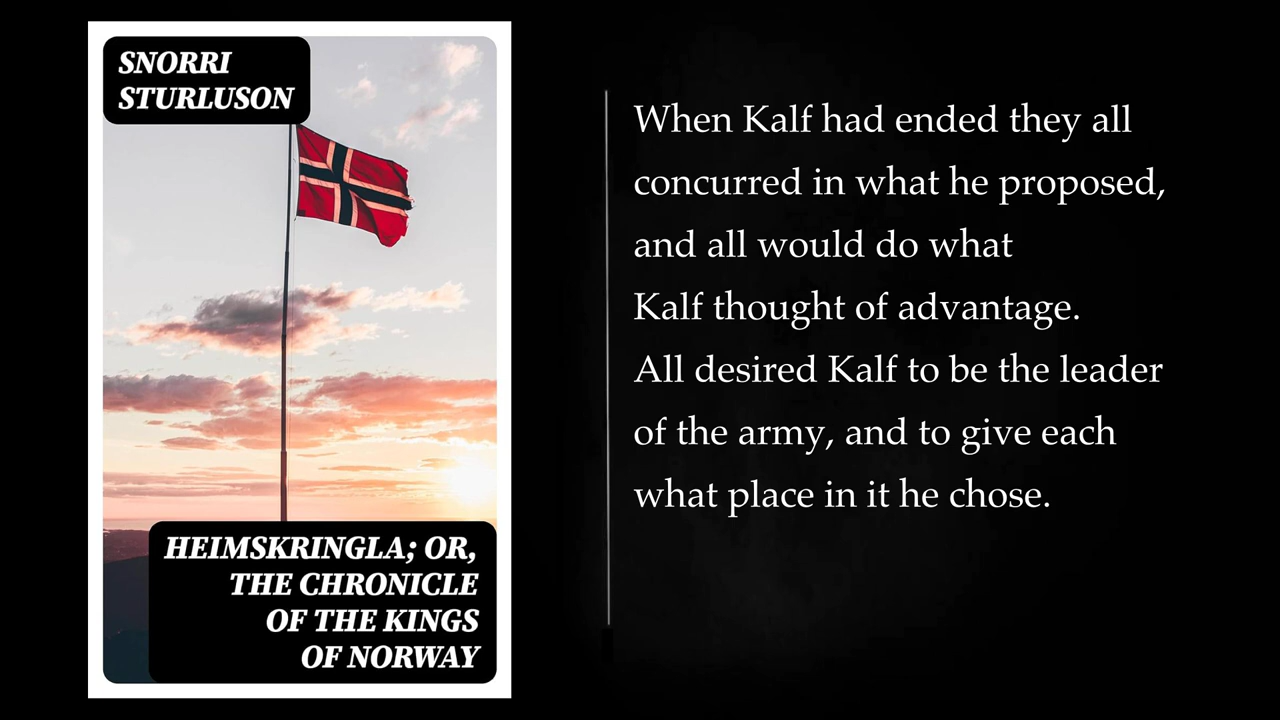 SNORRI
STURLUSON
HEIMSKRINGLA; OR,
THE CHRONICLE
OF THE KINGS
OF NORWAY
When Kalf had ended they all
concurred in what he proposed,
and all would do what
Kalf thought of advantage.
All desired Kalf to be the leader
of the army, and to give each
what place in it he chose.